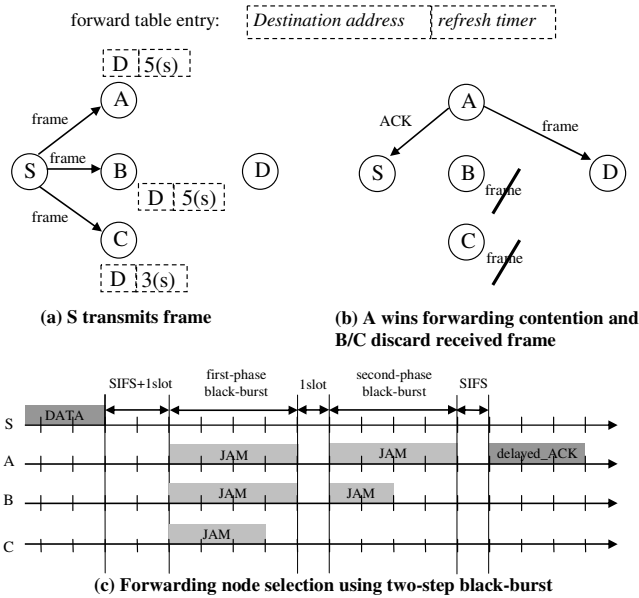 forward table entry: Destination address refresh timer
D 5(s)
A
frame
S frame B D
D 5(s)
frame
C
D 3(s)
(a) S transmits frame
A
ACK frame
S B D
frame
C
frame
(b) A wins forwarding contention and
B/C discard received frame
SIFS+1slot first-phase black-burst 1slot second-phase black-burst SIFS
S DATA
A JAM JAM delayed_ACK
B JAM JAM
C JAM
(c) Forwarding node selection using two-step black-burst